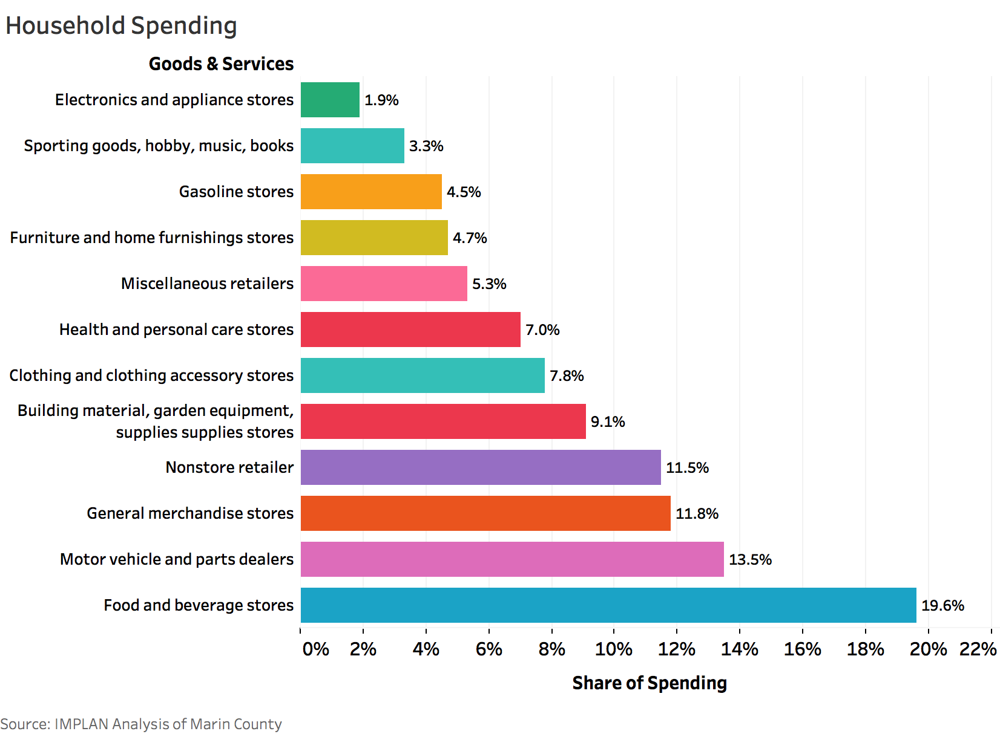 Household Spending
Goods & Services
Electronics and appliance stores 1.9%
Sporting goods, hobby, music, books 3.3%
Gasoline stores 4.5%
Furniture and home furnishings stores 4.7%
Miscellaneous retailers 5.3%
Health and personal care stores 7.0%
Clothing and clothing accessory stores 7.8%
Building material, garden equipment,
supplies supplies stores 9.1%
Nonstore retailer 11.5%
General merchandise stores 11.8%
Motor vehicle and parts dealers 13.5%
Food and beverage stores 19.6%
0% 2% 4% 6% 8% 10% 12% 14% 16% 18% 20% 22%
Share of Spending
Source: IMPLAN Analysis of Marin County